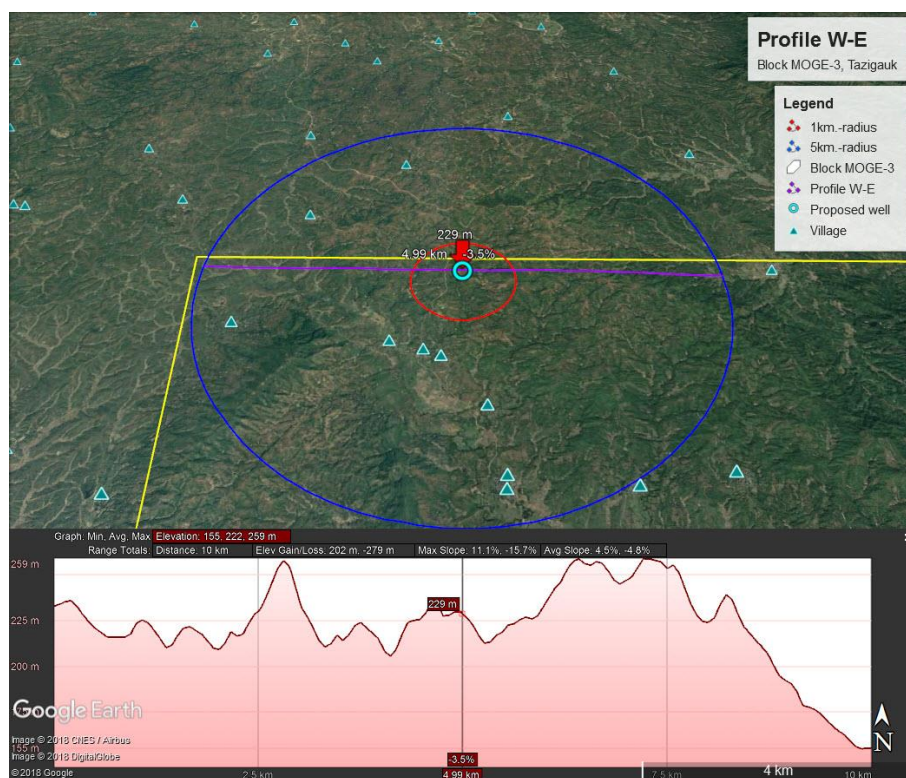 Profile W-E
Block MOGE-3, Tazigauk
Legend
1km.-radius
5km.-radius
Block MOGE-3
Profile W-E
Proposed well
Village
229 m
4.99 km -3.5%
Graph: Min, Avg, Max Elevation: 155, 222, 259 m
Range Totals: Distance: 10 km Elev Gain/Loss: 202 m, -279 m Max Slope: 11.1%, -15.7% Avg Slope: 4.5%, -4.8%
259 m
229 m
225 m
200 m
Google Earth
155 m
Image © 2018 CNES / Airbus
Image © 2018 DigitalGlobe
© 2018 Google
N
-3.5%
2.5 km
4.99 km
7.5 km
4 km
10 km